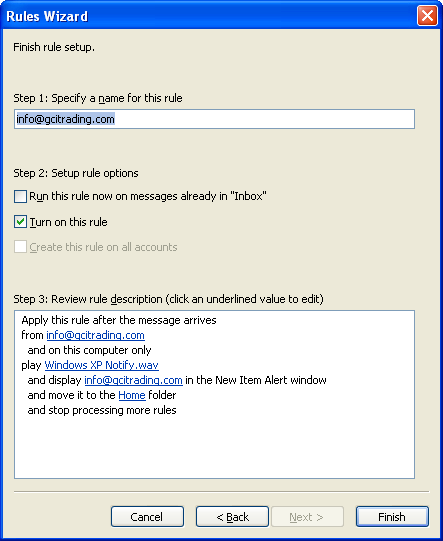 Rules Wizard
Finish rule setup.
Step 1: Specify a name for this rule
info@gcitrading.com
Step 2: Setup rule options
Run this rule now on messages already in "Inbox"
Turn on this rule
Create this rule on all accounts
Step 3: Review rule description (click an underlined value to edit)
Apply this rule after the message arrives
from info@gcitrading.com
and on this computer only
play Windows XP Notify.wav
and display info@gcitrading.com in the New Item Alert window
and move it to the Home folder
and stop processing more rules
Cancel < Back Next > Finish